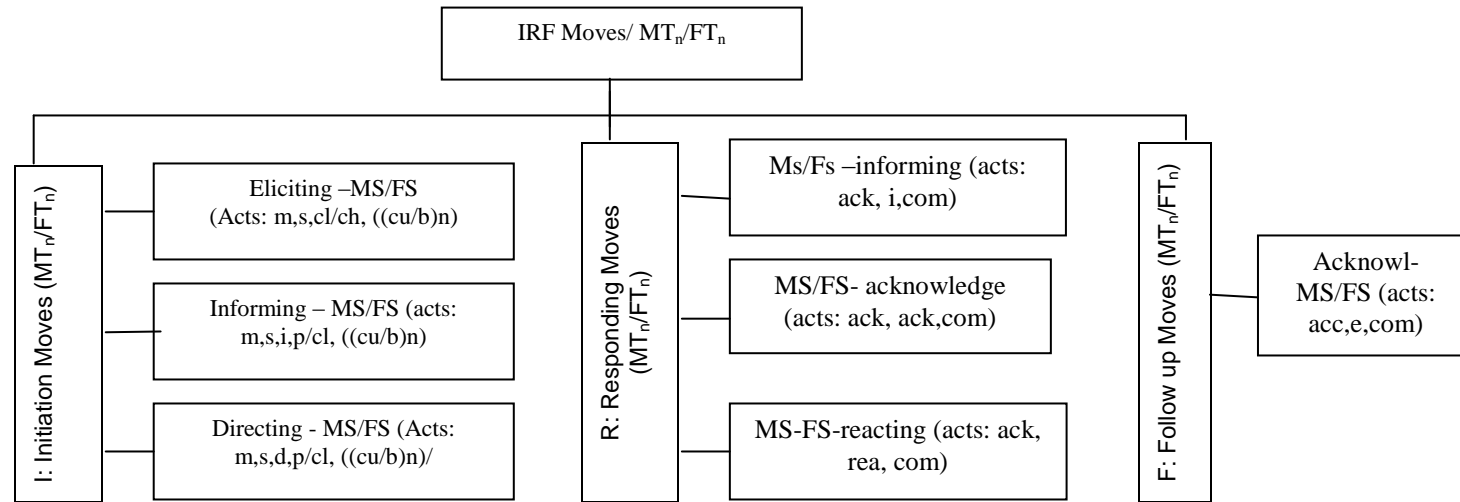 IRF Moves/ MTn/FTn
I: Initiation Moves (MTn/FTn)
Eliciting –MS/FS
(Acts: m,s,cl/ch, ((cu/b)n)
Informing – MS/FS (acts:
m,s,i,p/cl, ((cu/b)n)
Directing - MS/FS (Acts:
m,s,d,p/cl, ((cu/b)n)/
R: Responding Moves
(MTn/FTn)
Ms/Fs –informing (acts:
ack, i,com)
MS/FS- acknowledge
(acts: ack, ack,com)
MS-FS-reacting (acts: ack,
rea, com)
F: Follow up Moves (MTn/FTn)
Acknowl-
MS/FS (acts:
acc,e,com)